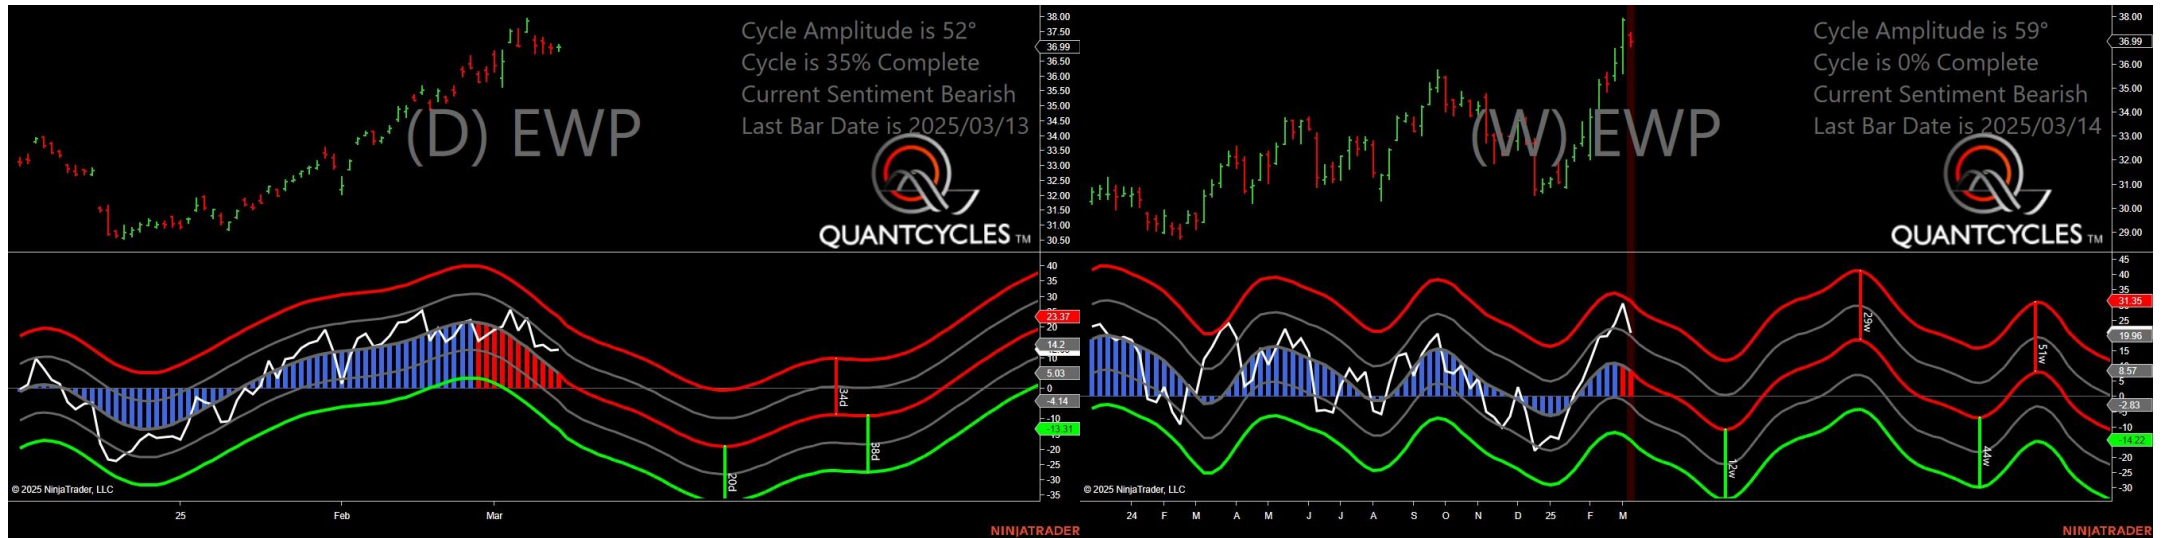 Cycle Amplitude is 52°
Cycle is 35% Complete
Current Sentiment Bearish
Last Bar Date is 2025/03/13
(D) EWP
QUANTCYCLES TM
38.00
37.50
36.99
36.50
36.00
35.50
35.00
34.50
34.00
33.50
33.00
32.50
32.00
31.50
31.00
30.50
40
35
30
25
23.37
20
14.2
10
5.03
0
-4.14
-10
-13.31
-20
-25
-30
-35
20d
34d
38d
© 2025 NinjaTrader, LLC
25 Feb Mar
NINJATRADER
Cycle Amplitude is 59°
Cycle is 0% Complete
Current Sentiment Bearish
Last Bar Date is 2025/03/14
(W) EWP
QUANTCYCLES TM
38.00
36.99
36.00
35.00
34.00
33.00
32.00
31.00
30.00
29.00
45
40
35
31.35
25
19.96
15
8.57
5
0
-2.83
-10
-14.22
-20
-25
-30
12w
29w
44w
51w
© 2025 NinjaTrader, LLC
24 F M A M J J A S O N D 25 F M
NINJATRADER